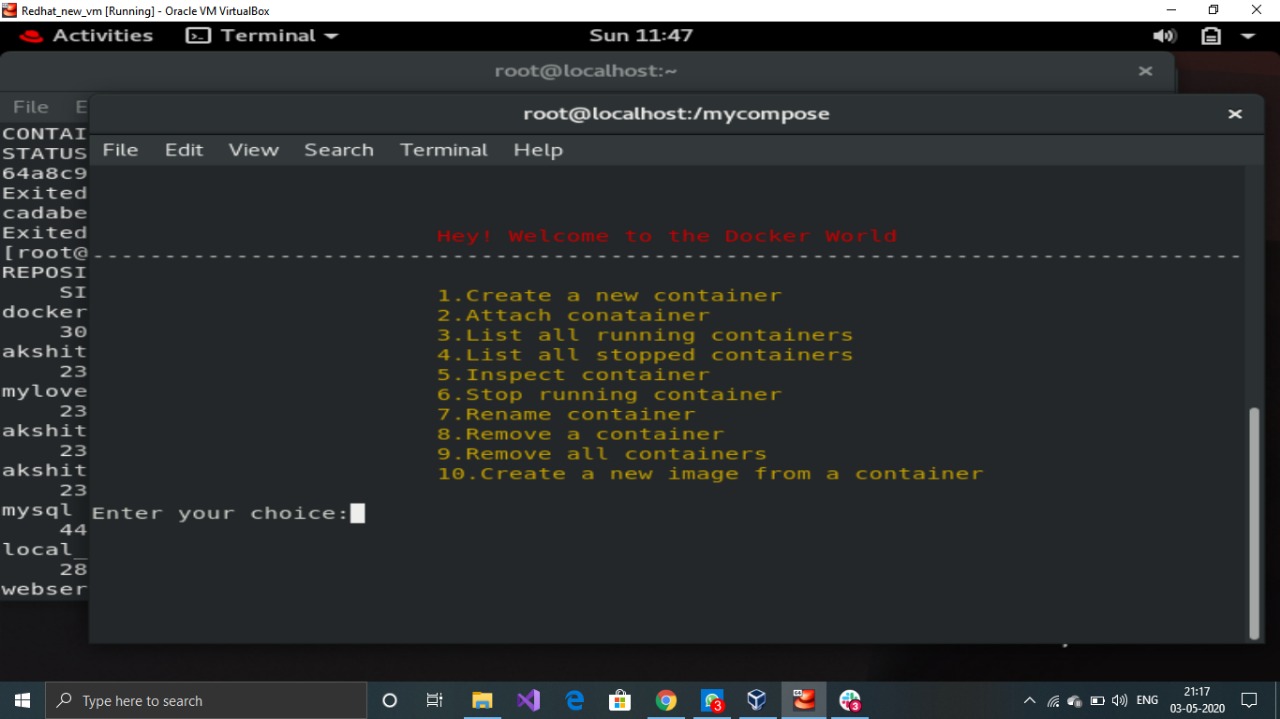 Redhat_new_vm [Running] - Oracle VM VirtualBox
Activities Terminal Sun 11:47
root@localhost:~
File E
root@localhost:/mycompose
File Edit View Search Terminal Help
CONTAI
STATUS
64a8c9
Exited
cadabe
Exited
[root@
REPOSI
SI
docker
30
akshit
23
mylove
23
akshit
23
akshit
23
mysql
44
local_
28
webser
Hey! Welcome to the Docker World
--------------------------------------------------------------------------------
1.Create a new container
2.Attach conatainer
3.List all running containers
4.List all stopped containers
5.Inspect container
6.Stop running container
7.Rename container
8.Remove a container
9.Remove all containers
10.Create a new image from a container
Enter your choice:
Type here to search
3
3
ENG
21:17
03-05-2020